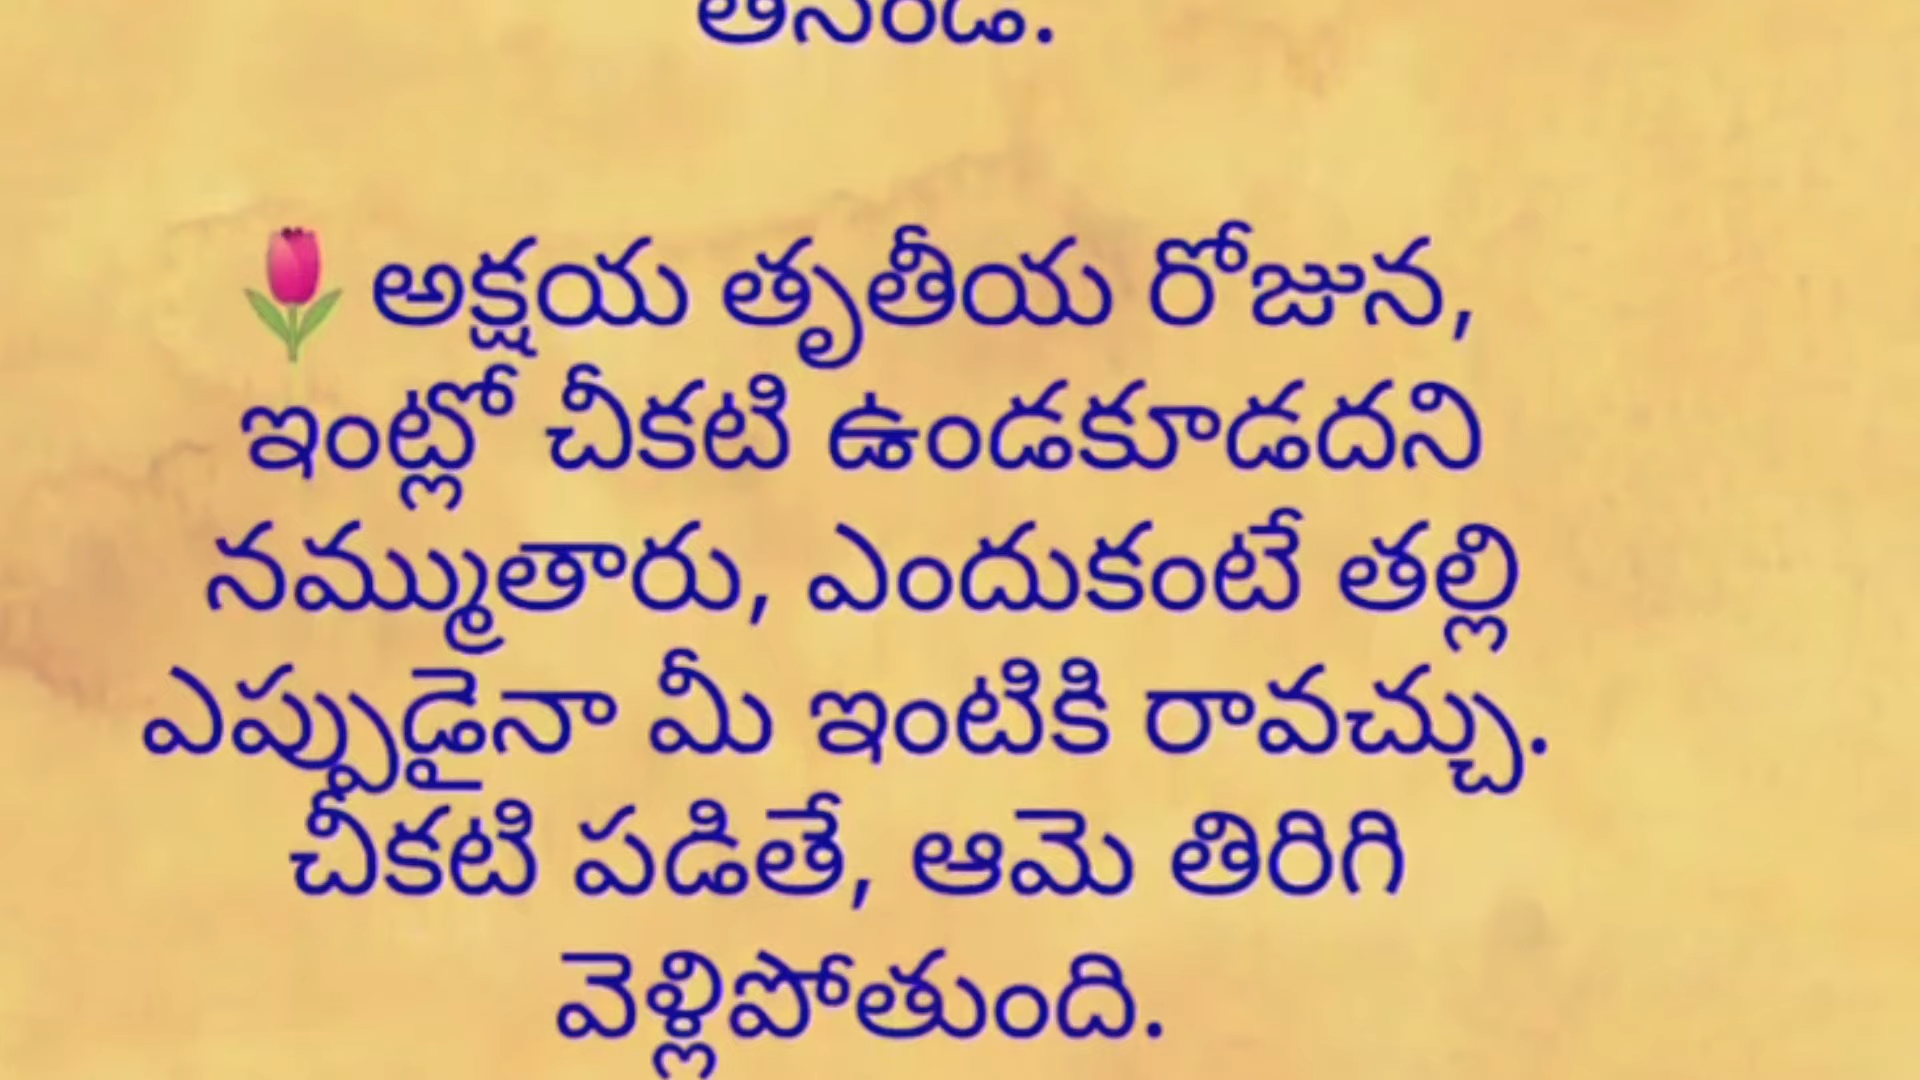 తినండి.
🌷అక్షయ తృతీయ రోజున,
ఇంట్లో చీకటి ఉండకూడదని
నమ్ముతారు, ఎందుకంటే తల్లి
ఎప్పుడైనా మీ ఇంటికి రావచ్చు.
చీకటి పడితే, ఆమె తిరిగి
వెళ్లిపోతుంది.